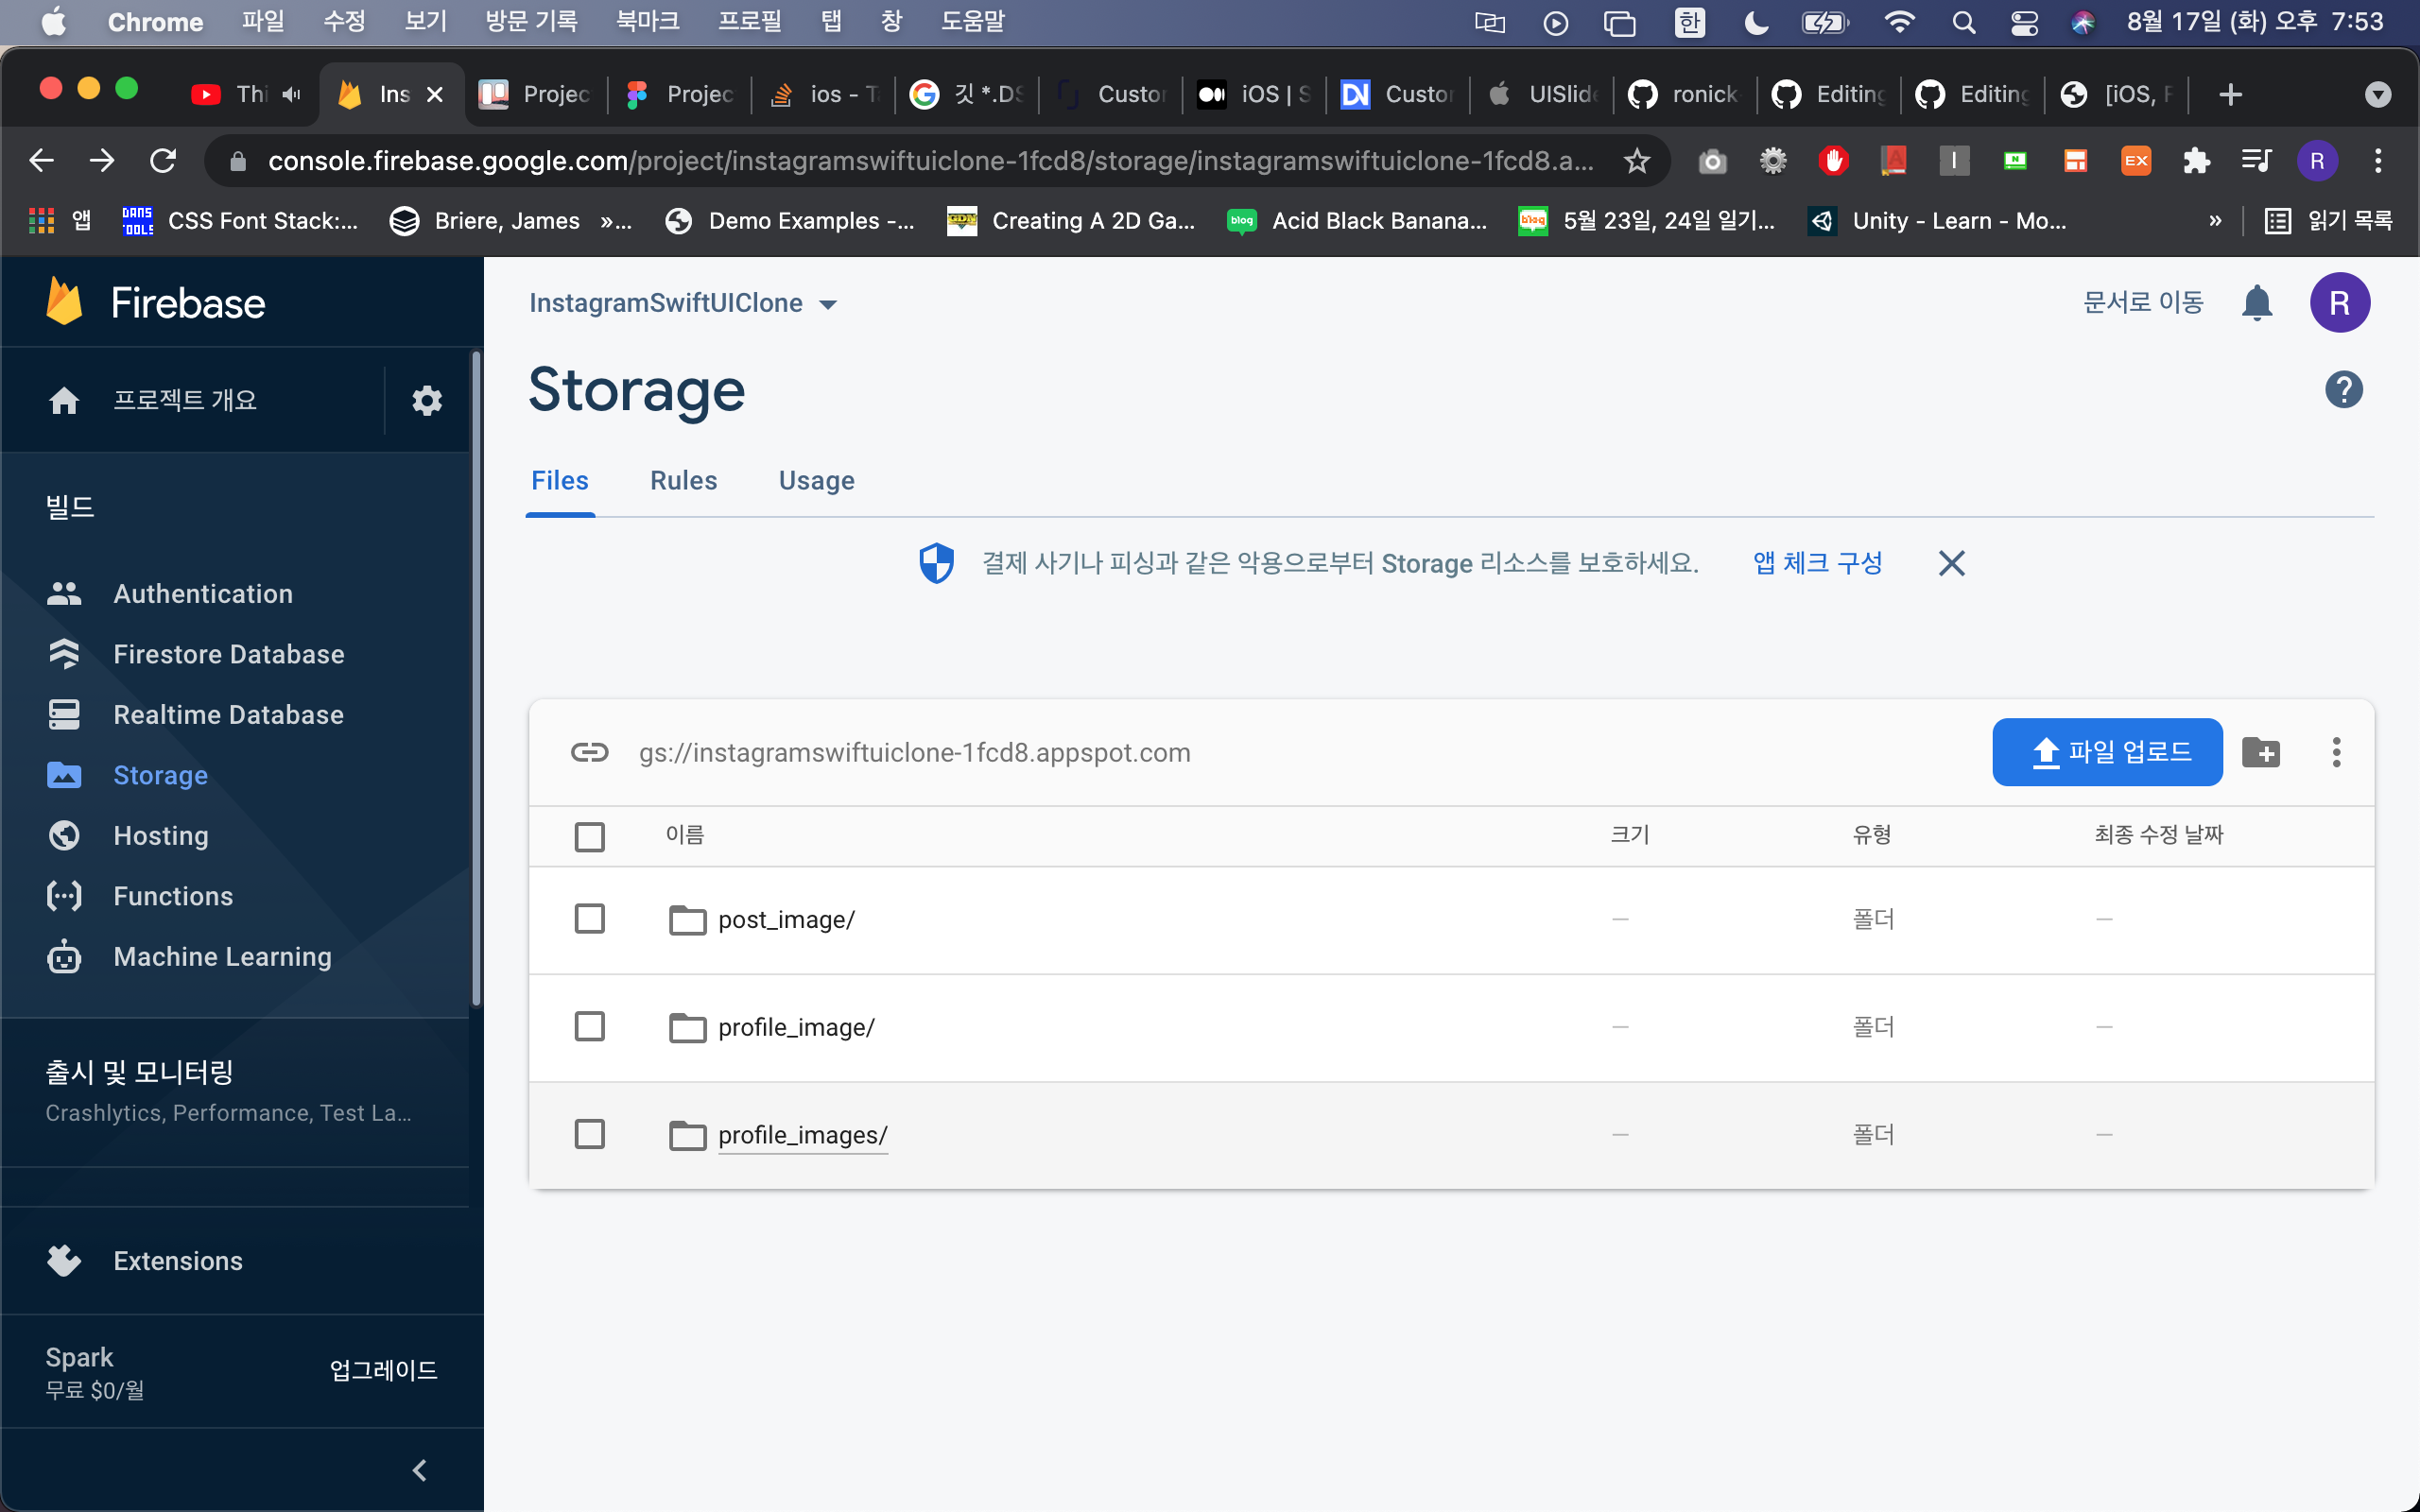 Chrome 파일 수정 보기 방문 기록 북마크 프로필 탭 창 도움말 한 8월 17일 (화) 오후 7:53
Thi Ins Projec Projec ios - T 깃 *.DS Custor iOS | S DN Custor UISlide ronick Editing Editing [iOS, F
console.firebase.google.com/project/instagramswiftuiclone-1fcd8/storage/instagramswiftuiclone-1fcd8.a... EX R
앱 DANS TOOLS CSS Font Stack:... Briere, James »... Demo Examples -... GDM Creating A 2D Ga... blog Acid Black Banana... blog 5월 23일, 24일 일기... Unity - Learn - Mo... » 읽기 목록
Firebase
InstagramSwiftUIClone
문서로 이동
R
프로젝트 개요
Storage
?
Files Rules Usage
빌드
결제 사기나 피싱과 같은 악용으로부터 Storage 리소스를 보호하세요. 앱 체크 구성
Authentication
Firestore Database
Realtime Database
Storage
Hosting
Functions
Machine Learning
gs://instagramswiftuiclone-1fcd8.appspot.com
파일 업로드
이름 크기 유형 최종 수정 날짜
post_image/ — 폴더 —
profile_image/ — 폴더 —
profile_images/ — 폴더 —
출시 및 모니터링
Crashlytics, Performance, Test La...
Extensions
Spark
무료 $0/월
업그레이드